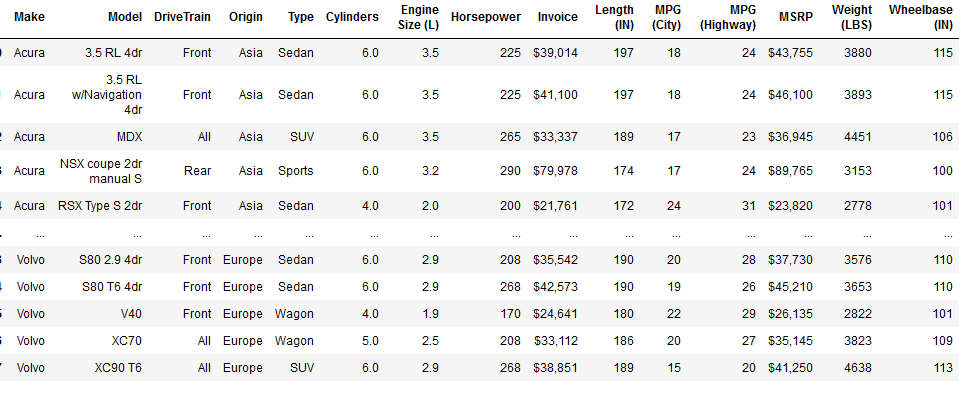 Make Model DriveTrain Origin Type Cylinders Engine Size (L) Horsepower Invoice Length (IN) MPG (City) MPG (Highway) MSRP Weight (LBS) Wheelbase (IN)
Acura 3.5 RL 4dr Front Asia Sedan 6.0 3.5 225 $39,014 197 18 24 $43,755 3880 115
Acura 3.5 RL w/Navigation 4dr Front Asia Sedan 6.0 3.5 225 $41,100 197 18 24 $46,100 3893 115
Acura MDX All Asia SUV 6.0 3.5 265 $33,337 189 17 23 $36,945 4451 106
Acura NSX coupe 2dr manual S Rear Asia Sports 6.0 3.2 290 $79,978 174 17 24 $89,765 3153 100
Acura RSX Type S 2dr Front Asia Sedan 4.0 2.0 200 $21,761 172 24 31 $23,820 2778 101
... ... ... ... ... ... ... ... ... ... ... ... ... ... ...
Volvo S80 2.9 4dr Front Europe Sedan 6.0 2.9 208 $35,542 190 20 28 $37,730 3576 110
Volvo S80 T6 4dr Front Europe Sedan 6.0 2.9 268 $42,573 190 19 26 $45,210 3653 110
Volvo V40 Front Europe Wagon 4.0 1.9 170 $24,641 180 22 29 $26,135 2822 101
Volvo XC70 All Europe Wagon 5.0 2.5 208 $33,112 186 20 27 $35,145 3823 109
Volvo XC90 T6 All Europe SUV 6.0 2.9 268 $38,851 189 15 20 $41,250 4638 113